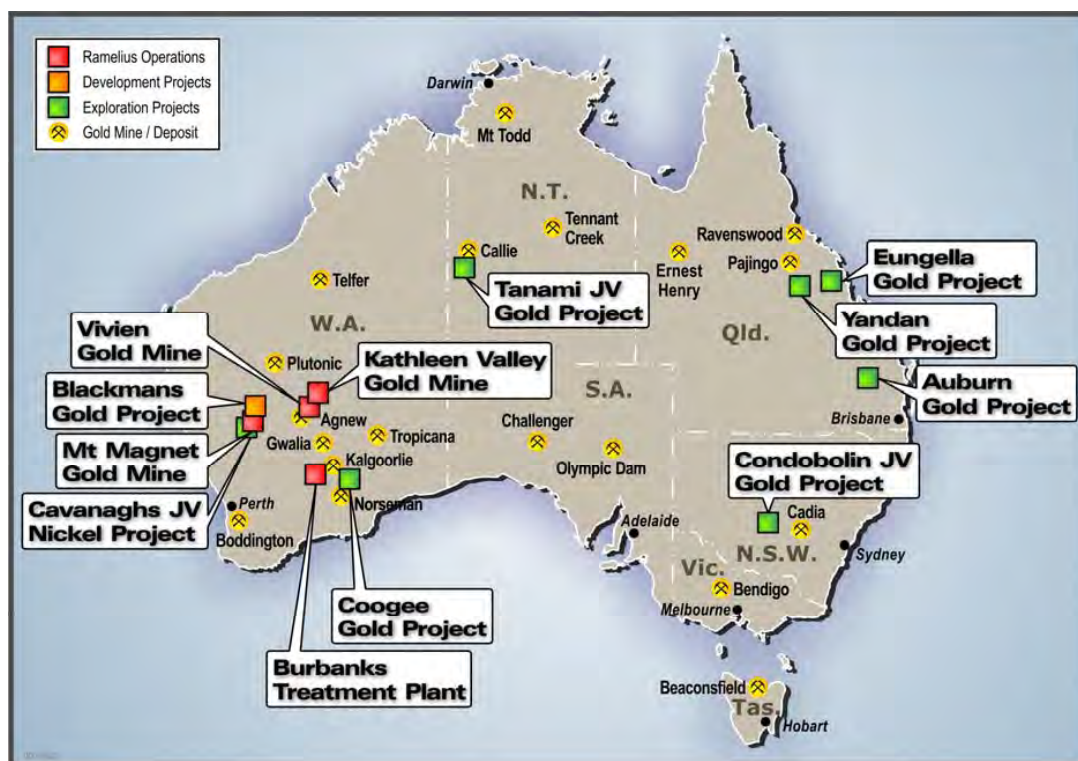 Ramelius Operations
Development Projects
Exploration Projects
Gold Mine / Deposit
Darwin
Mt Todd
N.T.
Tennant
Creek
Callie
Ravenswood
Pajingo
Ernest
Henry
Eungella
Gold Project
Telfer
Tanami JV
Gold Project
Yandan
Gold Project
W.A.
Qld.
Vivien
Gold Mine
Plutonic
Kathleen Valley
Gold Mine
Blackmans
Gold Project
S.A.
Auburn
Gold Project
Agnew
Challenger
Brisbane
Mt Magnet
Gold Mine
Gwalia
Tropicana
Kalgoorlie
Olympic Dam
Condobolin JV
Gold Project
Cavanaghs JV
Nickel Project
Perth
Norseman
Boddington
Adelaide
Cadia
N.S.W.
Sydney
Vic.
Bendigo
Melbourne
Coogee
Gold Project
Burbanks
Treatment Plant
Beaconsfield
Tas.
Hobart